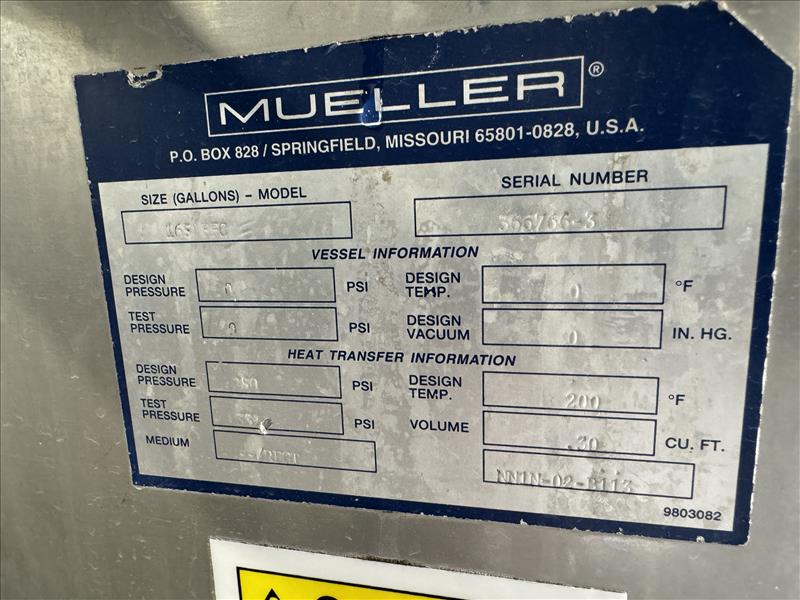 MUELLER ®
P.O. BOX 828 / SPRINGFIELD, MISSOURI 65801-0828, U.S.A.
SIZE (GALLONS) - MODEL
SERIAL NUMBER
366766-3
VESSEL INFORMATION
DESIGN PRESSURE 0 PSI
DESIGN TEMP. 0 °F
TEST PRESSURE 0 PSI
DESIGN VACUUM 0 IN. HG.
HEAT TRANSFER INFORMATION
DESIGN PRESSURE PSI
DESIGN TEMP. 200 °F
TEST PRESSURE PSI
VOLUME .30 CU. FT.
MEDIUM
9803082